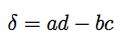 δ = ad − bc